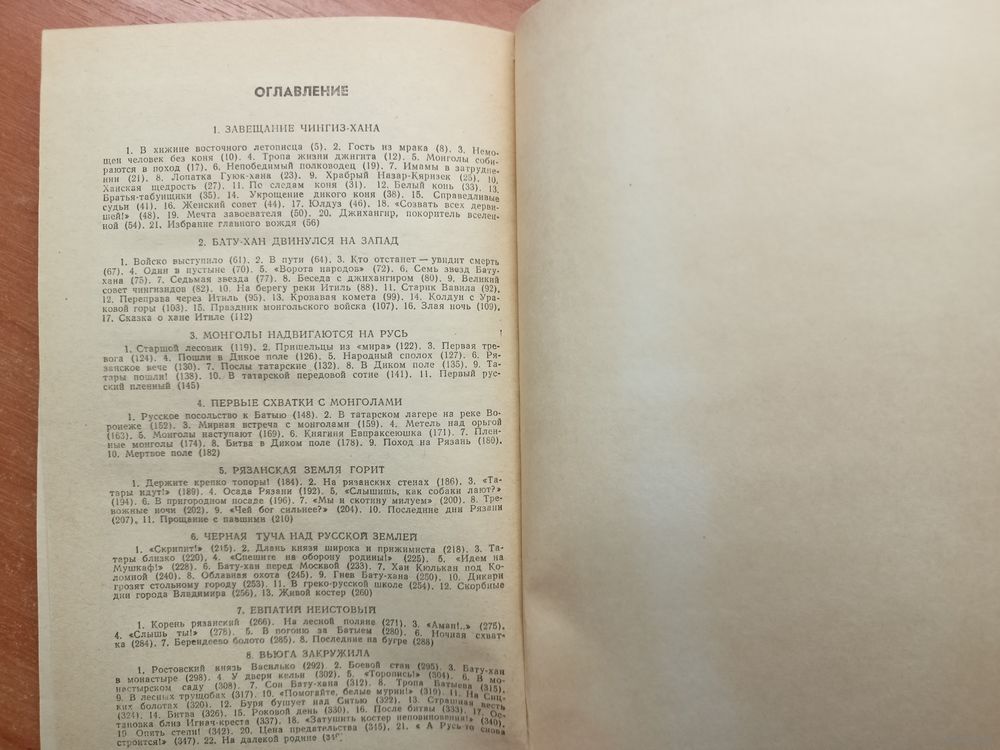 ОГЛАВЛЕНИЕ
1. ЗАВЕЩАНИЕ ЧИНГИЗ-ХАНА
1. В хижине восточного летописца (5). 2. Гость из мрака (8). 3. Немо-
щен человек без коня (10). 4. Тропа жизни джигита (12). 5. Монголы соби-
раются в поход (17). 6. Непобедимый полководец (19). 7. Имамы в затрудне-
нии (21). 8. Лопатка Гуюк-хана (23). 9. Храбрый Назар-Кяризек (25). 10.
Ханская щедрость (27). 11. По следам коня (31). 12. Белый конь (33). 13.
Братья-табунщики (35). 14. Укрощение дикого коня (38). 15. Справедливые
судьи (41). 16. Женский совет (44). 17. Юлдуз (46). 18. «Созвать всех дерви-
шей!» (48). 19. Мечта завоевателя (50). 20. Джихангир, покоритель вселен-
ной (54). 21. Избрание главного вождя (56)
2. БАТУ-ХАН ДВИНУЛСЯ НА ЗАПАД
1. Войско выступило (61). 2. В пути (64). 3. Кто отстанет — увидит смерть
(67). 4. Одни в пустыне (70). 5. «Ворота народов» (72). 6. Семь звезд Бату-
хана (75). 7. Седьмая звезда (77). 8. Беседа с джихангиром (80). 9. Великий
совет чингизидов (82). 10. На берегу реки Итиль (88). 11. Старик Вавила (92).
12. Переправа через Итиль (95). 13. Кровавая комета (99). 14. Колдун с Ура-
ковой горы (103). 15. Праздник монгольского войска (107). 16. Злая ночь (109).
17. Сказка о хане Итиле (112)
3. МОНГОЛЫ НАДВИГАЮТСЯ НА РУСЬ
1. Старшой лесовик (119). 2. Пришельцы из «мира» (122). 3. Первая тре-
вога (124). 4. Пошли в Дикое поле (126). 5. Народный сполох (127). 6. Ря-
занское вече (130). 7. Послы татарские (132). 8. В Диком поле (135). 9. Та-
тары пошли! (138). 10. В татарской передовой сотне (141). 11. Первый рус-
ский пленный (145)
4. ПЕРВЫЕ СХВАТКИ С МОНГОЛАМИ
1. Русское посольство к Батыю (148). 2. В татарском лагере на реке Во-
ронеже (152). 3. Мирная встреча с монголами (159). 4. Метель над орьгой
(163). 5. Монголы наступают (169). 6. Княгиня Евпраксеюшка (171). 7. Плен-
ные монголы (174). 8. Битва в Диком поле (178). 9. Поход на Рязань (180).
10. Мертвое поле (182)
5. РЯЗАНСКАЯ ЗЕМЛЯ ГОРИТ
1. Держите крепко топоры! (184). 2. На рязанских стенах (186). 3. «Та-
тары идут!» (189). 4. Осада Рязани (192). 5. «Слышишь, как собаки лают?»
(194). 6. В пригородном посаде (196). 7. «Мы и скотину милуем» (200). 8. Тре-
вожные ночи (202). 9. «Чей бог сильнее?» (204). 10. Последние дни Рязани
(207). 11. Прощание с павшими (210)
6. ЧЕРНАЯ ТУЧА НАД РУССКОЙ ЗЕМЛЕЙ
1. «Скрипит!» (215). 2. Длань князя широка и прижимиста (218). 3. Та-
тары близко (220). 4. «Спешите на оборону родины!» (225). 5. «Идем на
Мушкаф!» (228). 6. Бату-хан перед Москвой (233). 7. Хан Кюлькан под Ко-
ломной (240). 8. Облавная охота (245). 9. Гнев Бату-хана (250). 10. Дикари
грозят стольному городу (253). 11. В греко-русской школе (254). 12. Скорбные
дни города Владимира (256). 13. Живой костер (260)
7. ЕВПАТИЙ НЕИСТОВЫЙ
1. Корень рязанский (266). На лесной поляне (271). 3. «Аман!..» (275).
4. «Слышь ты!» (278). 5. В погоню за Батыем (280). 6. Ночная схват-
ка (284). 7. Берендеево болото (285). 8. Последние на бугре (288)
8. ВЬЮГА ЗАКРУЖИЛА
1. Ростовский князь Василько (292). 2. Боевой стан (295). 3. Бату-хан
в монастыре (298). 4. У двери кельи (302). 5. «Торопись!» (304). 6. В мо-
настырском саду (308). 7. Сон Бату-хана (312). 8. Тропа Батыева (315).
9. В лесных трущобах (317). 10. «Помогайте, белые мурии!» (319). 11. На Сиц-
ких болотах (320). 12. Буря бушует над Ситью (322). 13. Страшная весть
(324). 14. Битва (326). 15. Роковой день (330). 16. После битвы (333). 17. Ос-
тановка близ Игнач-креста (337). 18. «Затушить костер неповиновения!» (340).
19 Опять степи! (342). 20. Цена предательства (345). 21. «А Русь-то снова
строится!» (347). 22. На далекой родине